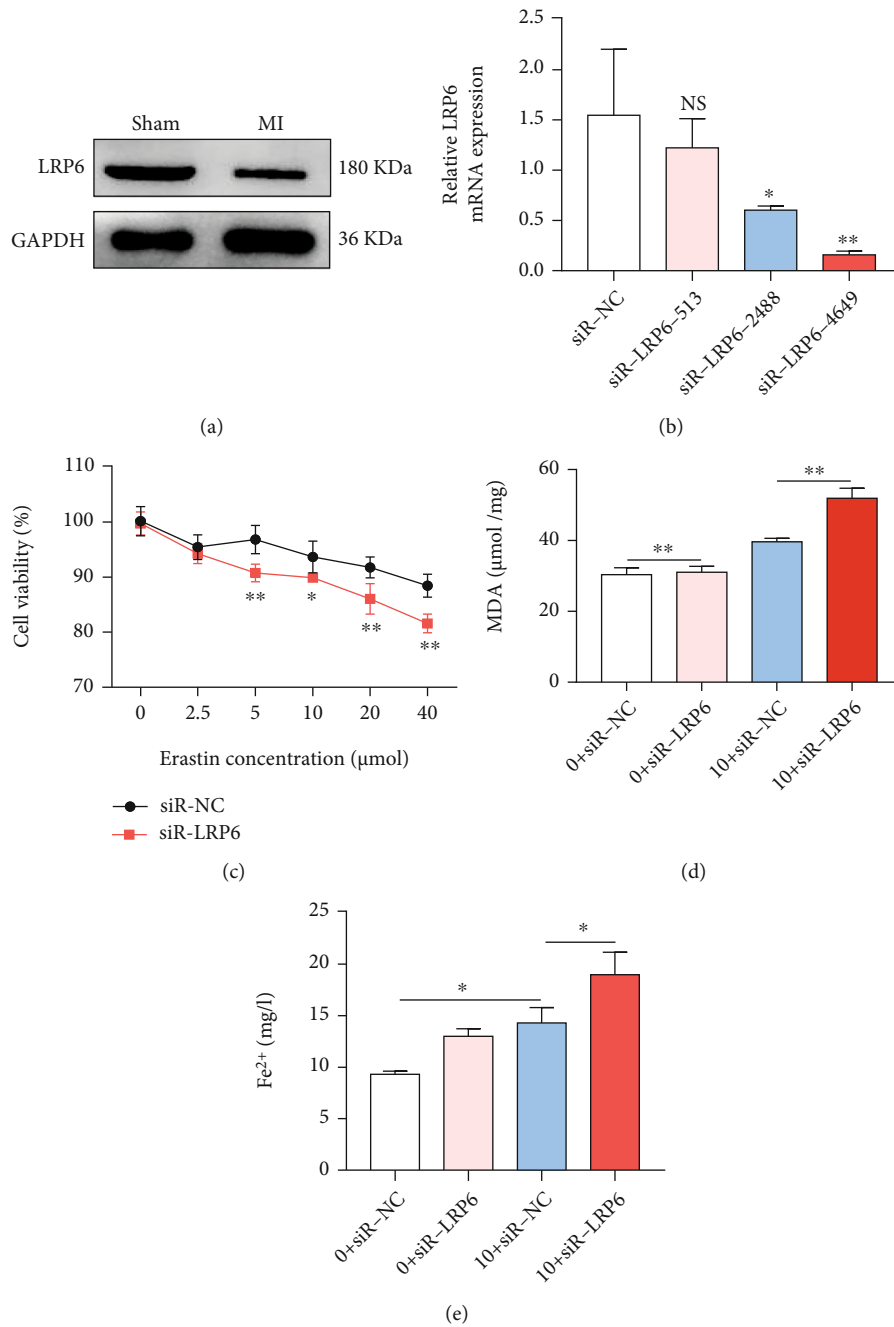 Sham MI
LRP6 180 KDa
GAPDH 36 KDa
(a)
Relative LRP6
mRNA expression
2.5
2.0
1.5
1.0
0.5
0.0
NS
*
**
siR–NC
siR–LRP6–513
siR–LRP6–2488
siR–LRP6–4649
(b)
Cell viability (%)
110
100
90
80
70
** * ** **
0 2.5 5 10 20 40
Erastin concentration (μmol)
siR-NC
siR-LRP6
(c)
MDA (μmol /mg)
60
40
20
0
**
**
0+siR–NC
0+siR–LRP6
10+siR–NC
10+siR–LRP6
(d)
Fe²⁺ (mg/l)
25
20
15
10
5
0
*
*
0+siR–NC
0+siR–LRP6
10+siR–NC
10+siR–LRP6
(e)